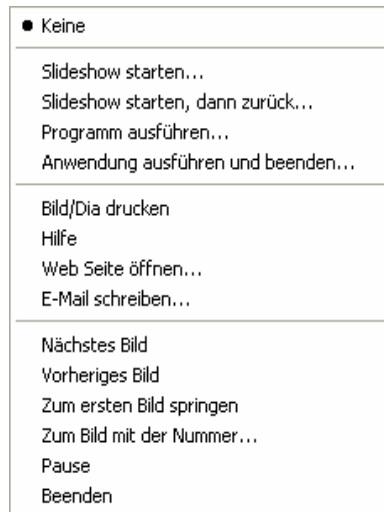 Keine
Slideshow starten...
Slideshow starten, dann zurück...
Programm ausführen...
Anwendung ausführen und beenden...
Bild/Dia drucken
Hilfe
Web Seite öffnen...
E-Mail schreiben...
Nächstes Bild
Vorheriges Bild
Zum ersten Bild springen
Zum Bild mit der Nummer...
Pause
Beenden